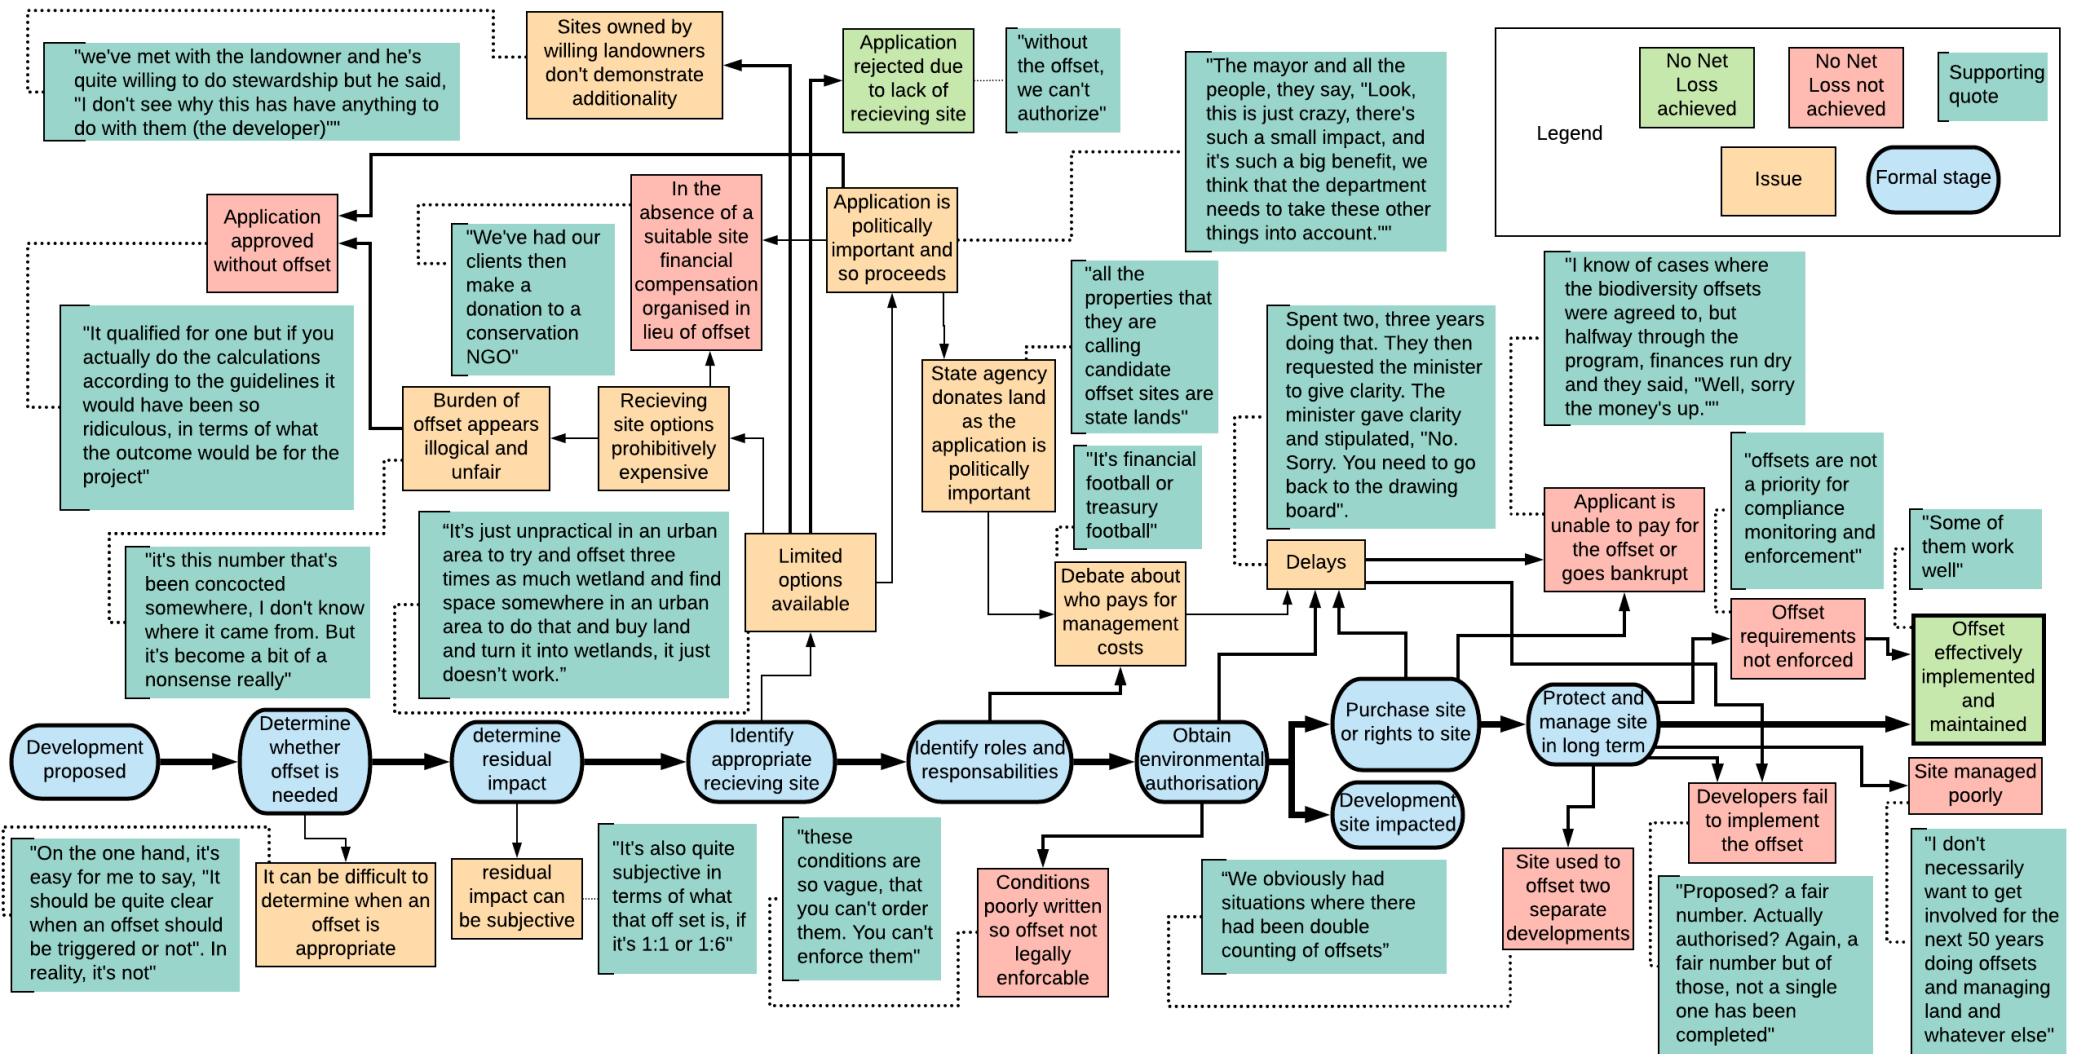 "we've met with the landowner and he's
quite willing to do stewardship but he said,
"I don't see why this has have anything to
do with them (the developer)""
Sites owned by
willing landowners
don't demonstrate
additionality
Application
rejected due
to lack of
recieving site
"without
the offset,
we can't
authorize"
"The mayor and all the
people, they say, "Look,
this is just crazy, there's
such a small impact, and
it's such a big benefit, we
think that the department
needs to take these other
things into account.""
Legend
No Net
Loss
achieved
No Net
Loss not
achieved
Supporting
quote
Issue
Formal stage
Application
approved
without offset
"We've had our
clients then
make a
donation to a
conservation
NGO"
In the
absence of a
suitable site
financial
compensation
organised in
lieu of offset
Application is
politically
important and
so proceeds
"all the
properties that
they are
calling
candidate
offset sites are
state lands"
"I know of cases where
the biodiversity offsets
were agreed to, but
halfway through the
program, finances run dry
and they said, "Well, sorry
the money's up.""
"It qualified for one but if you
actually do the calculations
according to the guidelines it
would have been so
ridiculous, in terms of what
the outcome would be for the
project"
Burden of
offset appears
illogical and
unfair
Recieving
site options
prohibitively
expensive
State agency
donates land
as the
application is
politically
important
"It's financial
football or
treasury
football"
Spent two, three years
doing that. They then
requested the minister
to give clarity. The
minister gave clarity
and stipulated, "No.
Sorry. You need to go
back to the drawing
board".
"offsets are not
a priority for
compliance
monitoring and
enforcement"
Applicant is
unable to pay for
the offset or
goes bankrupt
"Some of
them work
well"
"it's this number that's
been concocted
somewhere, I don't know
where it came from. But
it's become a bit of a
nonsense really"
“It’s just unpractical in an urban
area to try and offset three
times as much wetland and find
space somewhere in an urban
area to do that and buy land
and turn it into wetlands, it just
doesn’t work.”
Limited
options
available
Debate about
who pays for
management
costs
Delays
Offset
requirements
not enforced
Offset
effectively
implemented
and
maintained
Development
proposed
Determine
whether
offset is
needed
determine
residual
impact
Identify
appropriate
recieving site
Identify roles and
responsabilities
Obtain
environmental
authorisation
Purchase site
or rights to site
Development
site impacted
Protect and
manage site
in long term
Site managed
poorly
Developers fail
to implement
the offset
"On the one hand, it's
easy for me to say, "It
should be quite clear
when an offset should
be triggered or not". In
reality, it's not"
It can be difficult to
determine when an
offset is
appropriate
residual
impact can
be subjective
"It's also quite
subjective in
terms of what
that off set is, if
it's 1:1 or 1:6"
"these
conditions are
so vague, that
you can't order
them. You can't
enforce them"
Conditions
poorly written
so offset not
legally
enforcable
“We obviously had
situations where there
had been double
counting of offsets”
Site used to
offset two
separate
developments
"Proposed? a fair
number. Actually
authorised? Again, a
fair number but of
those, not a single
one has been
completed"
"I don't
necessarily
want to get
involved for the
next 50 years
doing offsets
and managing
land and
whatever else"